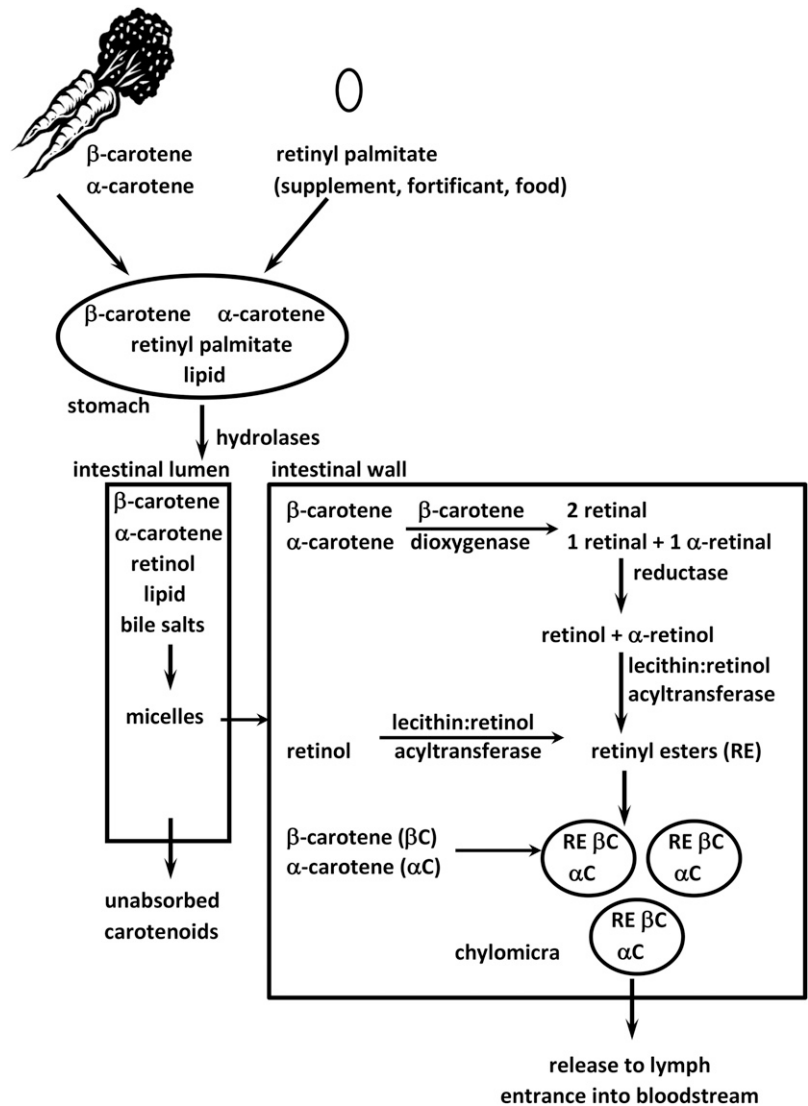 β-carotene
α-carotene
retinyl palmitate
(supplement, fortificant, food)
β-carotene α-carotene
retinyl palmitate
lipid
stomach
hydrolases
intestinal lumen
β-carotene
α-carotene
retinol
lipid
bile salts
micelles
unabsorbed
carotenoids
intestinal wall
β-carotene
α-carotene
β-carotene
dioxygenase
2 retinal
1 retinal + 1 α-retinal
reductase
retinol + α-retinol
lecithin:retinol
acyltransferase
retinol
lecithin:retinol
acyltransferase
retinyl esters (RE)
β-carotene (βC)
α-carotene (αC)
RE βC
αC
RE βC
αC
RE βC
αC
chylomicra
release to lymph
entrance into bloodstream